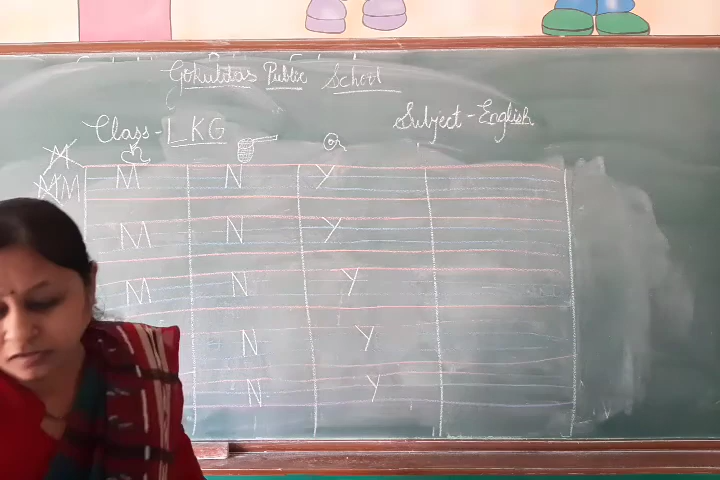 Gokuldas Public School
Class-LKG
Subject-English
M N Y
M N Y
M N Y
N Y
N Y